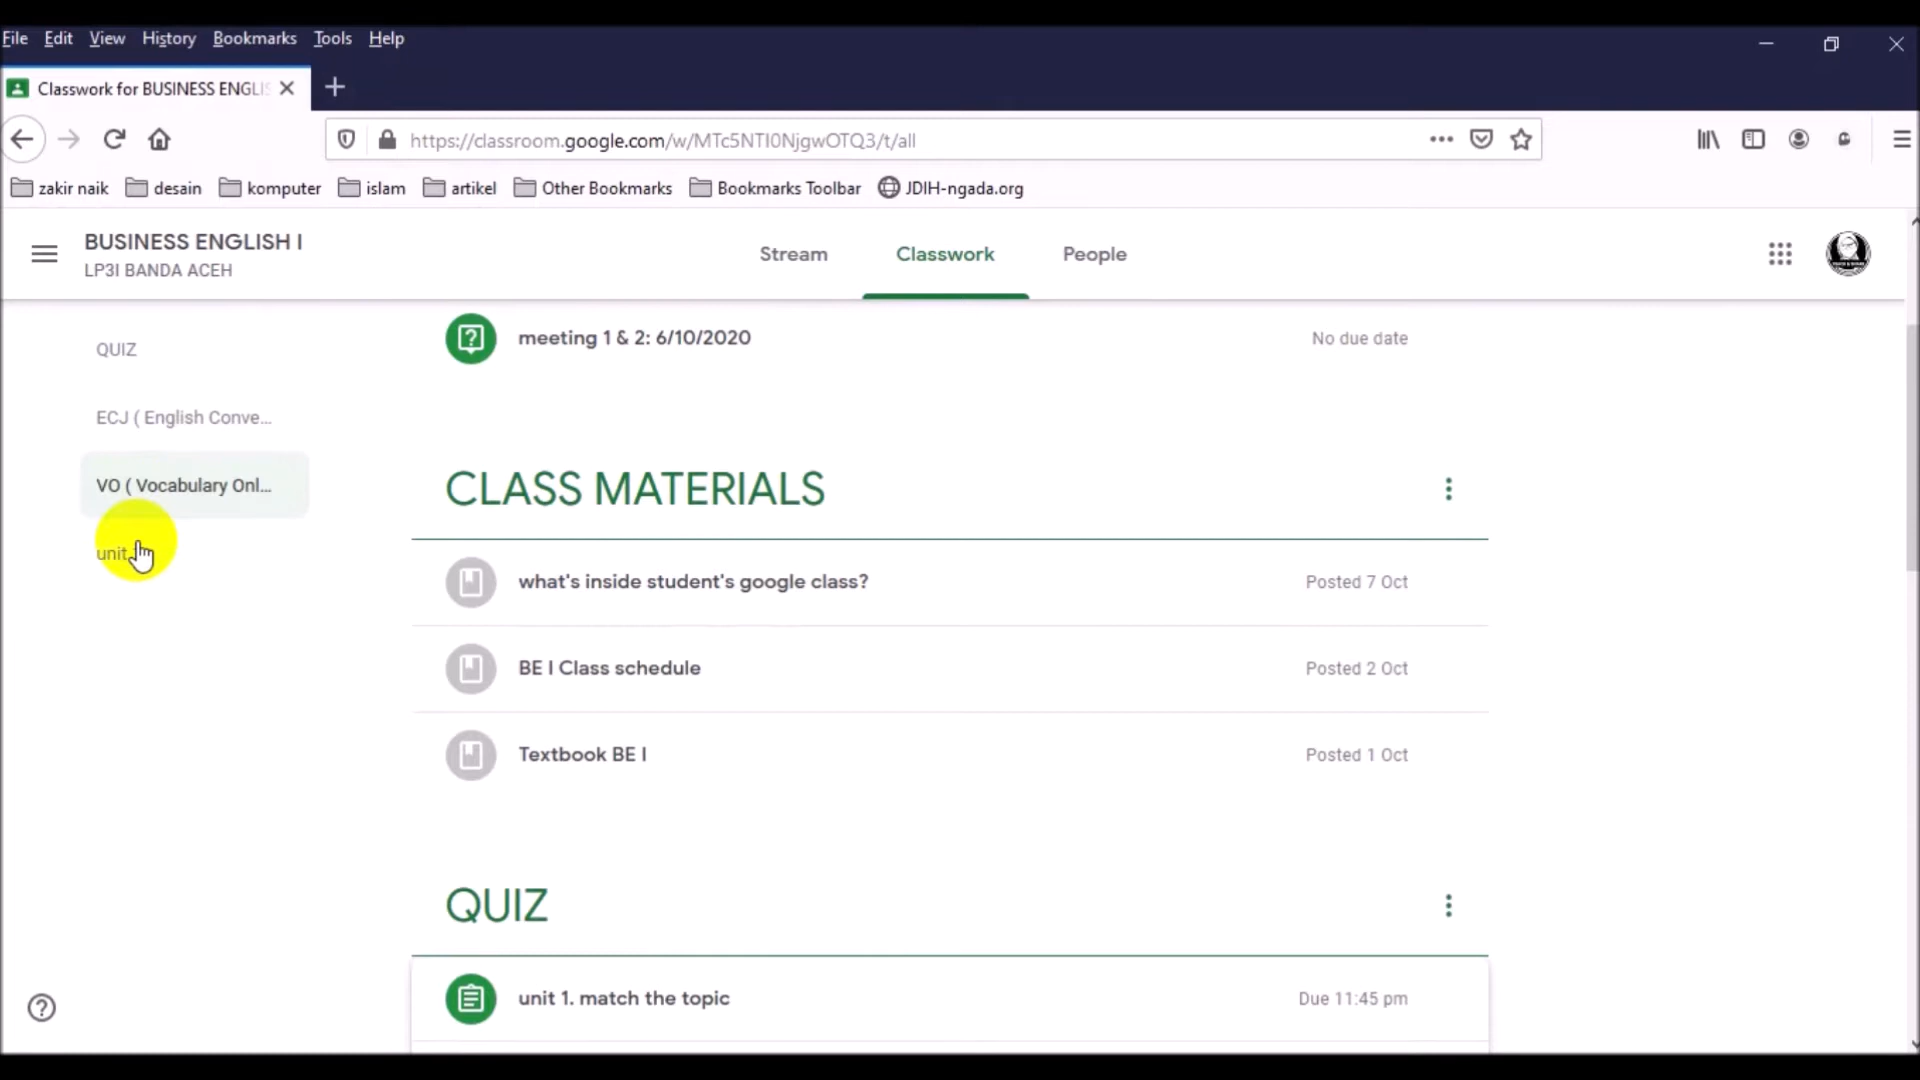 File Edit View History Bookmarks Tools Help
Classwork for BUSINESS ENGLIS
https://classroom.google.com/w/MTc5NTI0NjgwOTQ3/t/all
zakir naik desain komputer islam artikel Other Bookmarks Bookmarks Toolbar JDIH-ngada.org
BUSINESS ENGLISH I
LP3I BANDA ACEH
Stream Classwork People
QUIZ
ECJ ( English Conve...
VO ( Vocabulary Onl...
unit
meeting 1 & 2: 6/10/2020 No due date
CLASS MATERIALS
what's inside student's google class? Posted 7 Oct
BE I Class schedule Posted 2 Oct
Textbook BE I Posted 1 Oct
QUIZ
unit 1. match the topic Due 11:45 pm